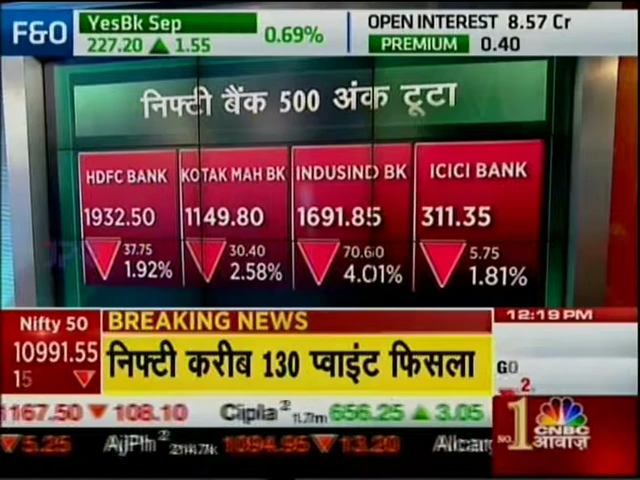 F&O
YesBk Sep
227.20 ▲ 1.55
0.69%
OPEN INTEREST 8.57 Cr
PREMIUM 0.40
निफ्टी बैंक 500 अंक टूटा
HDFC BANK
1932.50
37.75
1.92%
KOTAK MAH BK
1149.80
30.40
2.58%
INDUSIND BK
1691.85
70.60
4.01%
ICICI BANK
311.35
5.75
1.81%
12:19 PM
Nifty 50
10991.55
BREAKING NEWS
निफ्टी करीब 130 प्वाइंट फिसला
1167.50 ▼ 108.10 Cipla 656.25 ▲ 3.05
▼ 5.25 1094.95 ▼ 13.20
NO. 1 CNBC
आवाज़